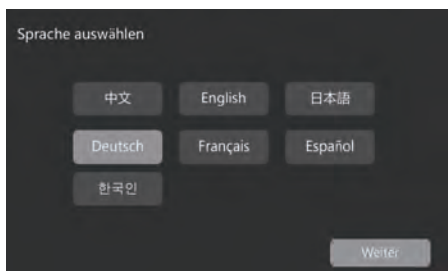 Sprache auswählen
中文 English 日本語
Deutsch Français Español
한국인
Weiter